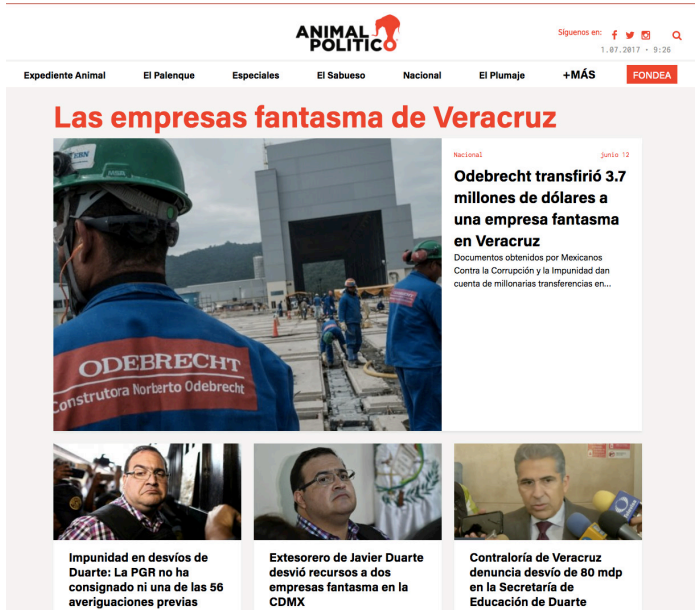 ANIMAL
POLITICO
Síguenos en:
1.07.2017 • 9:26
Expediente Animal El Palenque Especiales El Sabueso Nacional El Plumaje +MÁS FONDEA
Las empresas fantasma de Veracruz
EBN
MSA
ODEBRECHT
Construtora Norberto Odebrecht
Nacional junio 12
Odebrecht transfirió 3.7
millones de dólares a
una empresa fantasma
en Veracruz
Documentos obtenidos por Mexicanos
Contra la Corrupción y la Impunidad dan
cuenta de millonarias transferencias en...
Impunidad en desvíos de
Duarte: La PGR no ha
consignado ni una de las 56
averiguaciones previas
Extesorero de Javier Duarte
desvió recursos a dos
empresas fantasma en la
CDMX
Contraloría de Veracruz
denuncia desvío de 80 mdp
en la Secretaría de
Educación de Duarte